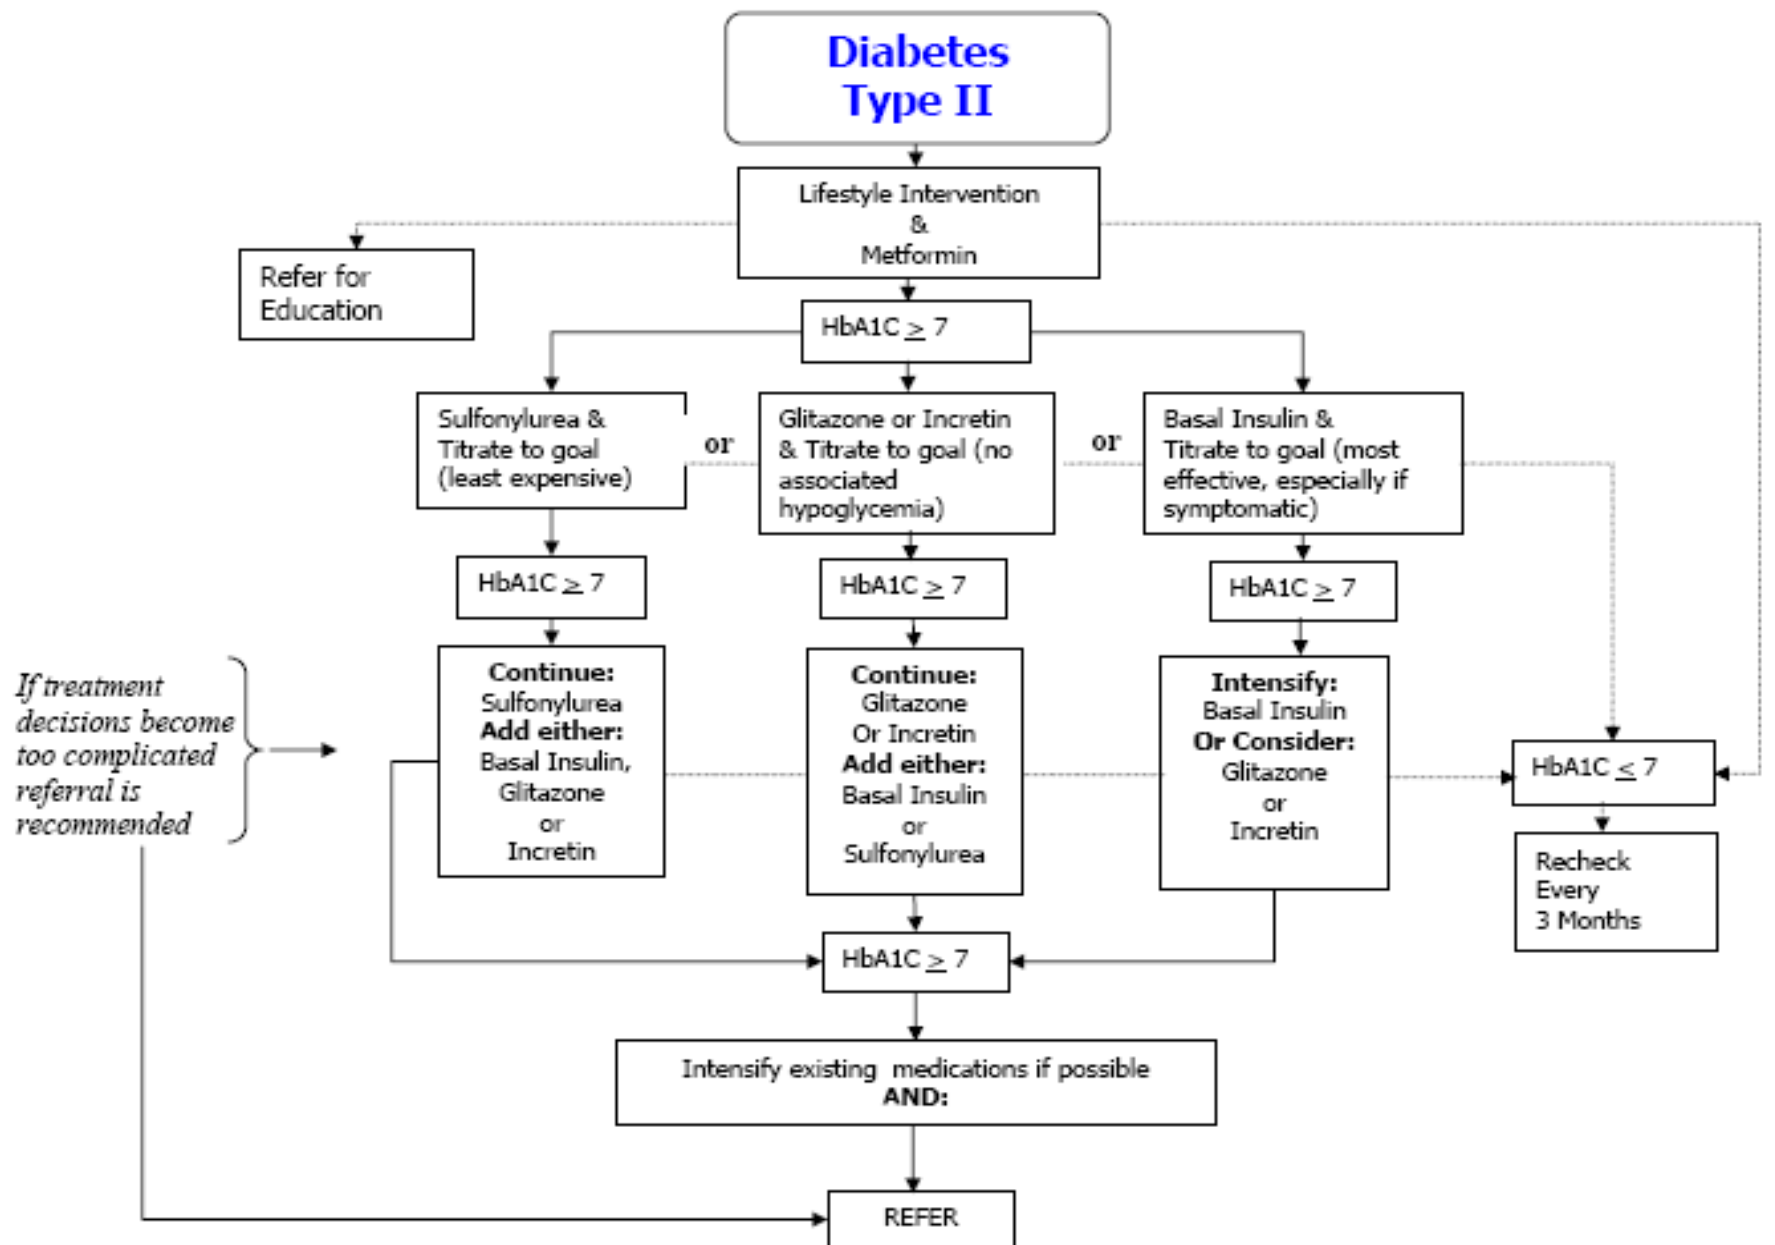 Diabetes
Type II
Lifestyle Intervention
&
Metformin
Refer for
Education
HbA1C ≥ 7
Sulfonylurea &
Titrate to goal
(least expensive)
or
Glitazone or Incretin
& Titrate to goal (no
associated
hypoglycemia)
or
Basal Insulin &
Titrate to goal (most
effective, especially if
symptomatic)
HbA1C ≥ 7
HbA1C ≥ 7
HbA1C ≥ 7
If treatment
decisions become
too complicated
referral is
recommended
Continue:
Sulfonylurea
Add either:
Basal Insulin,
Glitazone
or
Incretin
Continue:
Glitazone
Or Incretin
Add either:
Basal Insulin
or
Sulfonylurea
Intensify:
Basal Insulin
Or Consider:
Glitazone
or
Incretin
HbA1C ≤ 7
Recheck
Every
3 Months
HbA1C ≥ 7
Intensify existing medications if possible
AND:
REFER